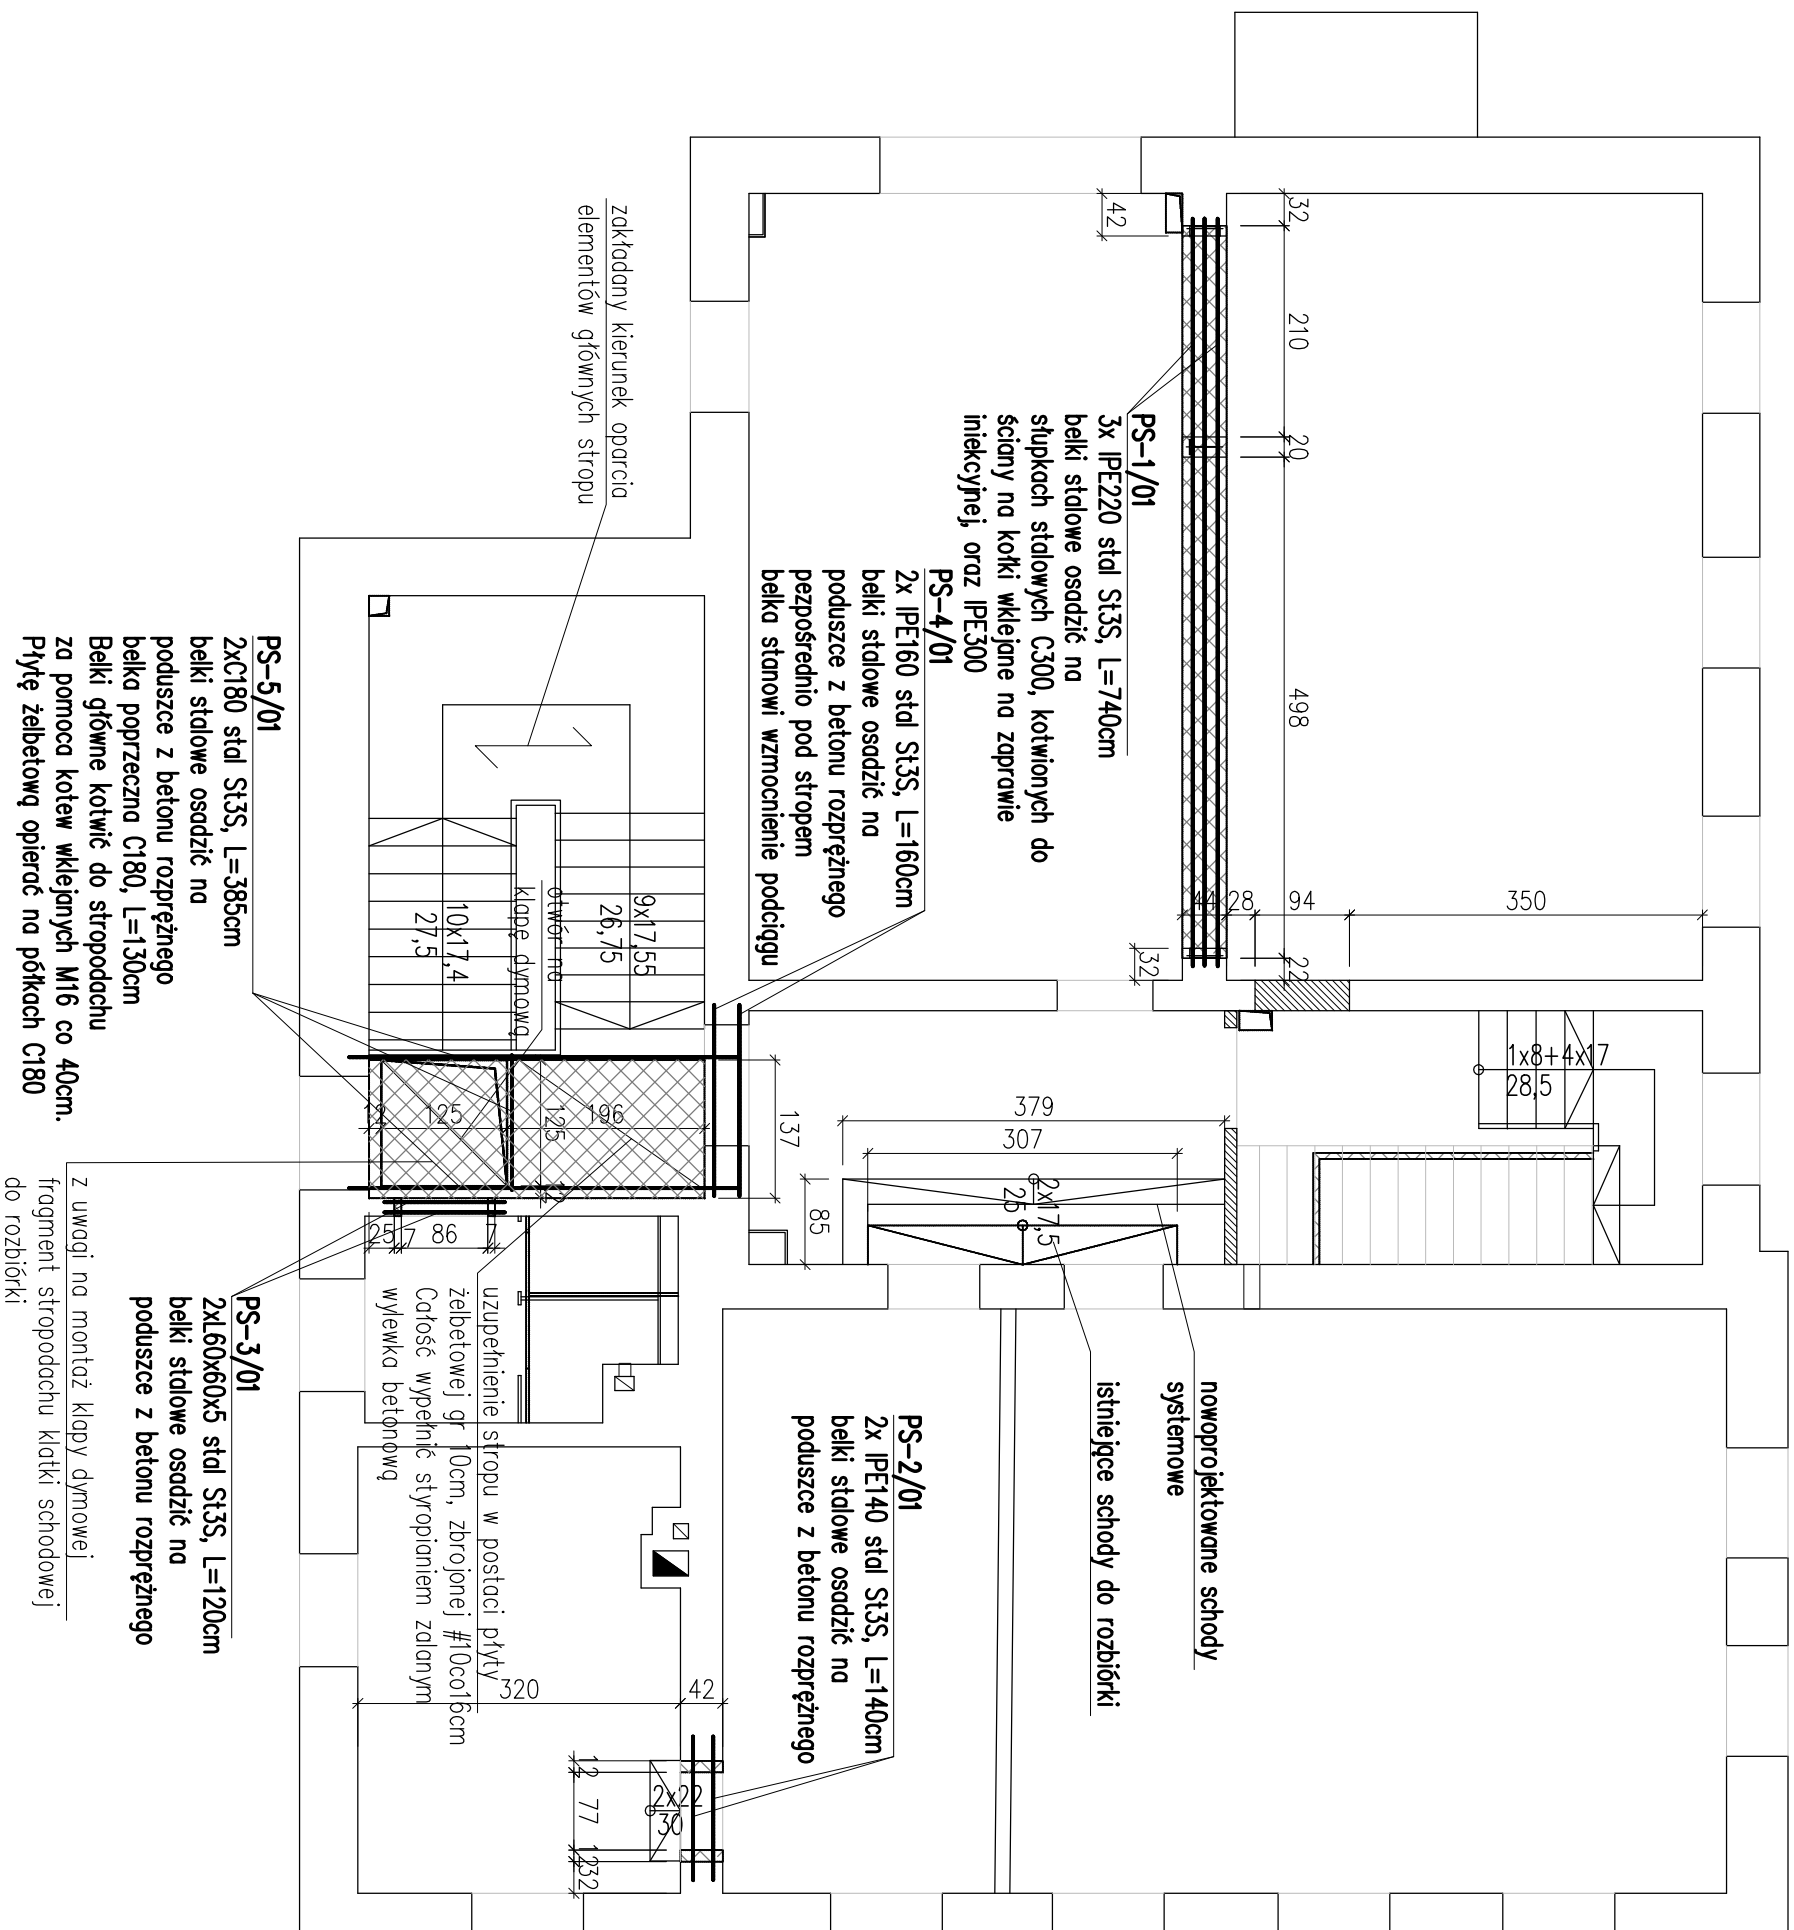 32
210
20
498
22
42
32
44
28
94
350
PS-1/01
3x IPE220 stal St3S, L=740cm
belki stalowe osadzić na
słupkach stalowych C300, kotwionych do
ściany na kołki wklejane na zaprawie
iniekcyjnej, oraz IPE300
PS-4/01
2x IPE160 stal St3S, L=160cm
belki stalowe osadzić na
poduszce z betonu rozprężnego
pezpośrednio pod stropem
belka stanowi wzmocnienie podciągu
zakładany kierunek oparcia
elementów głównych stropu
PS-5/01
2xC180 stal St3S, L=385cm
belki stalowe osadzić na
poduszce z betonu rozprężnego
belka poprzeczna C180, L=130cm
Belki główne kotwić do stropodachu
za pomoca kotew wklejanych M16 co 40cm.
Płytę żelbetową opierać na półkach C180
9x17,55
26,75
otwór na
klapę dymową
10x17,4
27,5
1x8+4x17
28,5
379
307
137
85
2x17,5
25
12
125
196
125
12
25
7
86
7
nowoprojektowane schody
systemowe
istniejące schody do rozbiórki
PS-2/01
2x IPE140 stal St3S, L=140cm
belki stalowe osadzić na
poduszce z betonu rozprężnego
uzupełnienie stropu w postaci płyty
żelbetowej gr 10cm, zbrojonej #10co16cm
Całość wypełnić styropianiem zalanym
wylewka betonową
PS-3/01
2xL60x60x5 stal St3S, L=120cm
belki stalowe osadzić na
poduszce z betonu rozprężnego
z uwagi na montaż klapy dymowej
fragment stropodachu klatki schodowej
do rozbiórki
320
42
12
77
12
32
2x22
30